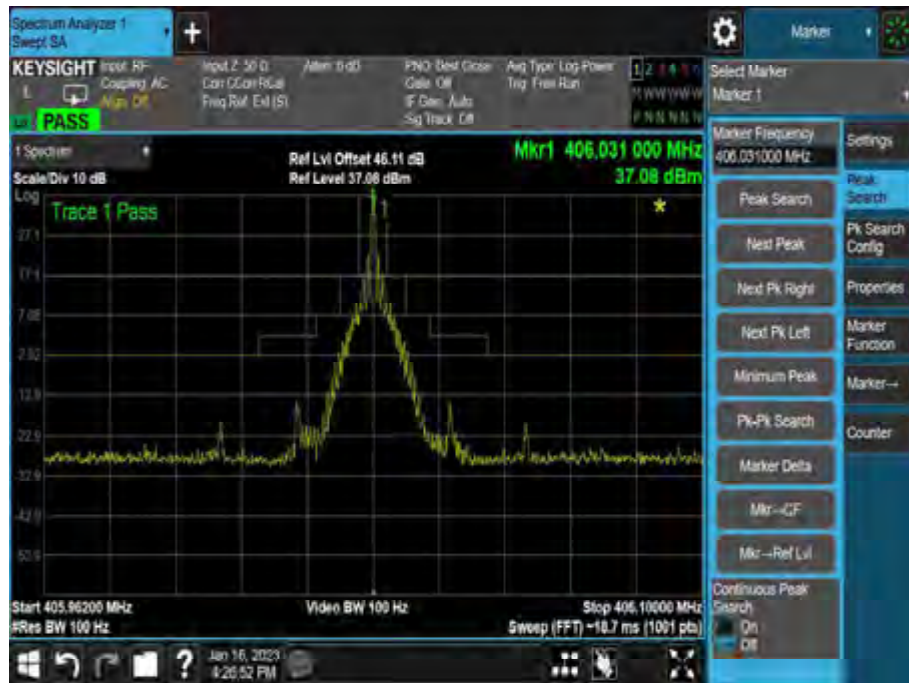 Spectrum Analyzer 1
Swept SA
+
Marker
KEYSIGHT Input: RF
Coupling: AC
Align: Off
Input Z: 50 Ω
Corr CCorr RCal
Freq Ref: Ext (S)
Atten: 0 dB
PNO: Best Close
Gate: Off
IF Gain: Auto
Sig Track: Off
Avg Type: Log-Power
Trig: Free Run
1 2 3 4 5 6
M W W W W W
P N N N N N
L
PASS
Select Marker
Marker 1
1 Spectrum
Scale/Div 10 dB
Log
Ref Lvl Offset 46.11 dB
Ref Level 37.08 dBm
Mkr1 406.031 000 MHz
37.08 dBm
Trace 1 Pass
1
*
27.1
17.1
7.08
-2.92
-12.9
-22.9
-32.9
-42.9
-52.9
Start 405.96200 MHz
#Res BW 100 Hz
Video BW 100 Hz
Stop 406.10000 MHz
Sweep (FFT) ~18.7 ms (1001 pts)
Marker Frequency
406.031000 MHz
Peak Search
Next Peak
Next Pk Right
Next Pk Left
Minimum Peak
Pk-Pk Search
Marker Delta
Mkr→CF
Mkr→Ref Lvl
Continuous Peak
Search
On
Off
Settings
Peak
Search
Pk Search
Config
Properties
Marker
Function
Marker→
Counter
?
Jan 16, 2023
4:26:52 PM